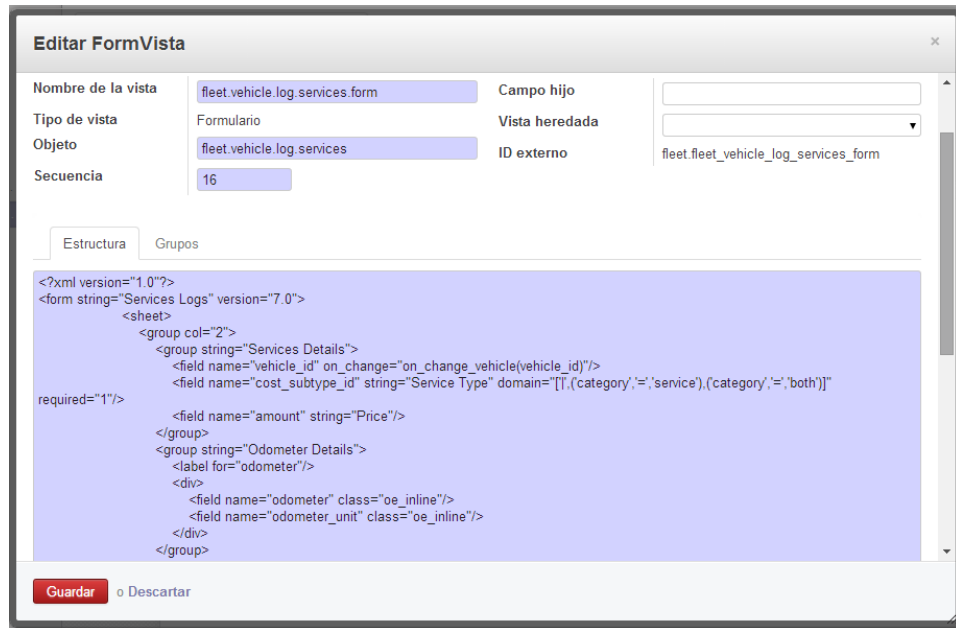 Editar FormVista
×
Nombre de la vista fleet.vehicle.log.services.form Campo hijo
Tipo de vista Formulario Vista heredada
Objeto fleet.vehicle.log.services ID externo fleet.fleet_vehicle_log_services_form
Secuencia 16
Estructura Grupos
<?xml version="1.0"?>
<form string="Services Logs" version="7.0">
<sheet>
<group col="2">
<group string="Services Details">
<field name="vehicle_id" on_change="on_change_vehicle(vehicle_id)"/>
<field name="cost_subtype_id" string="Service Type" domain="['|',('category','=','service'),('category','=','both')]"
required="1"/>
<field name="amount" string="Price"/>
</group>
<group string="Odometer Details">
<label for="odometer"/>
<div>
<field name="odometer" class="oe_inline"/>
<field name="odometer_unit" class="oe_inline"/>
</div>
</group>
Guardar o Descartar